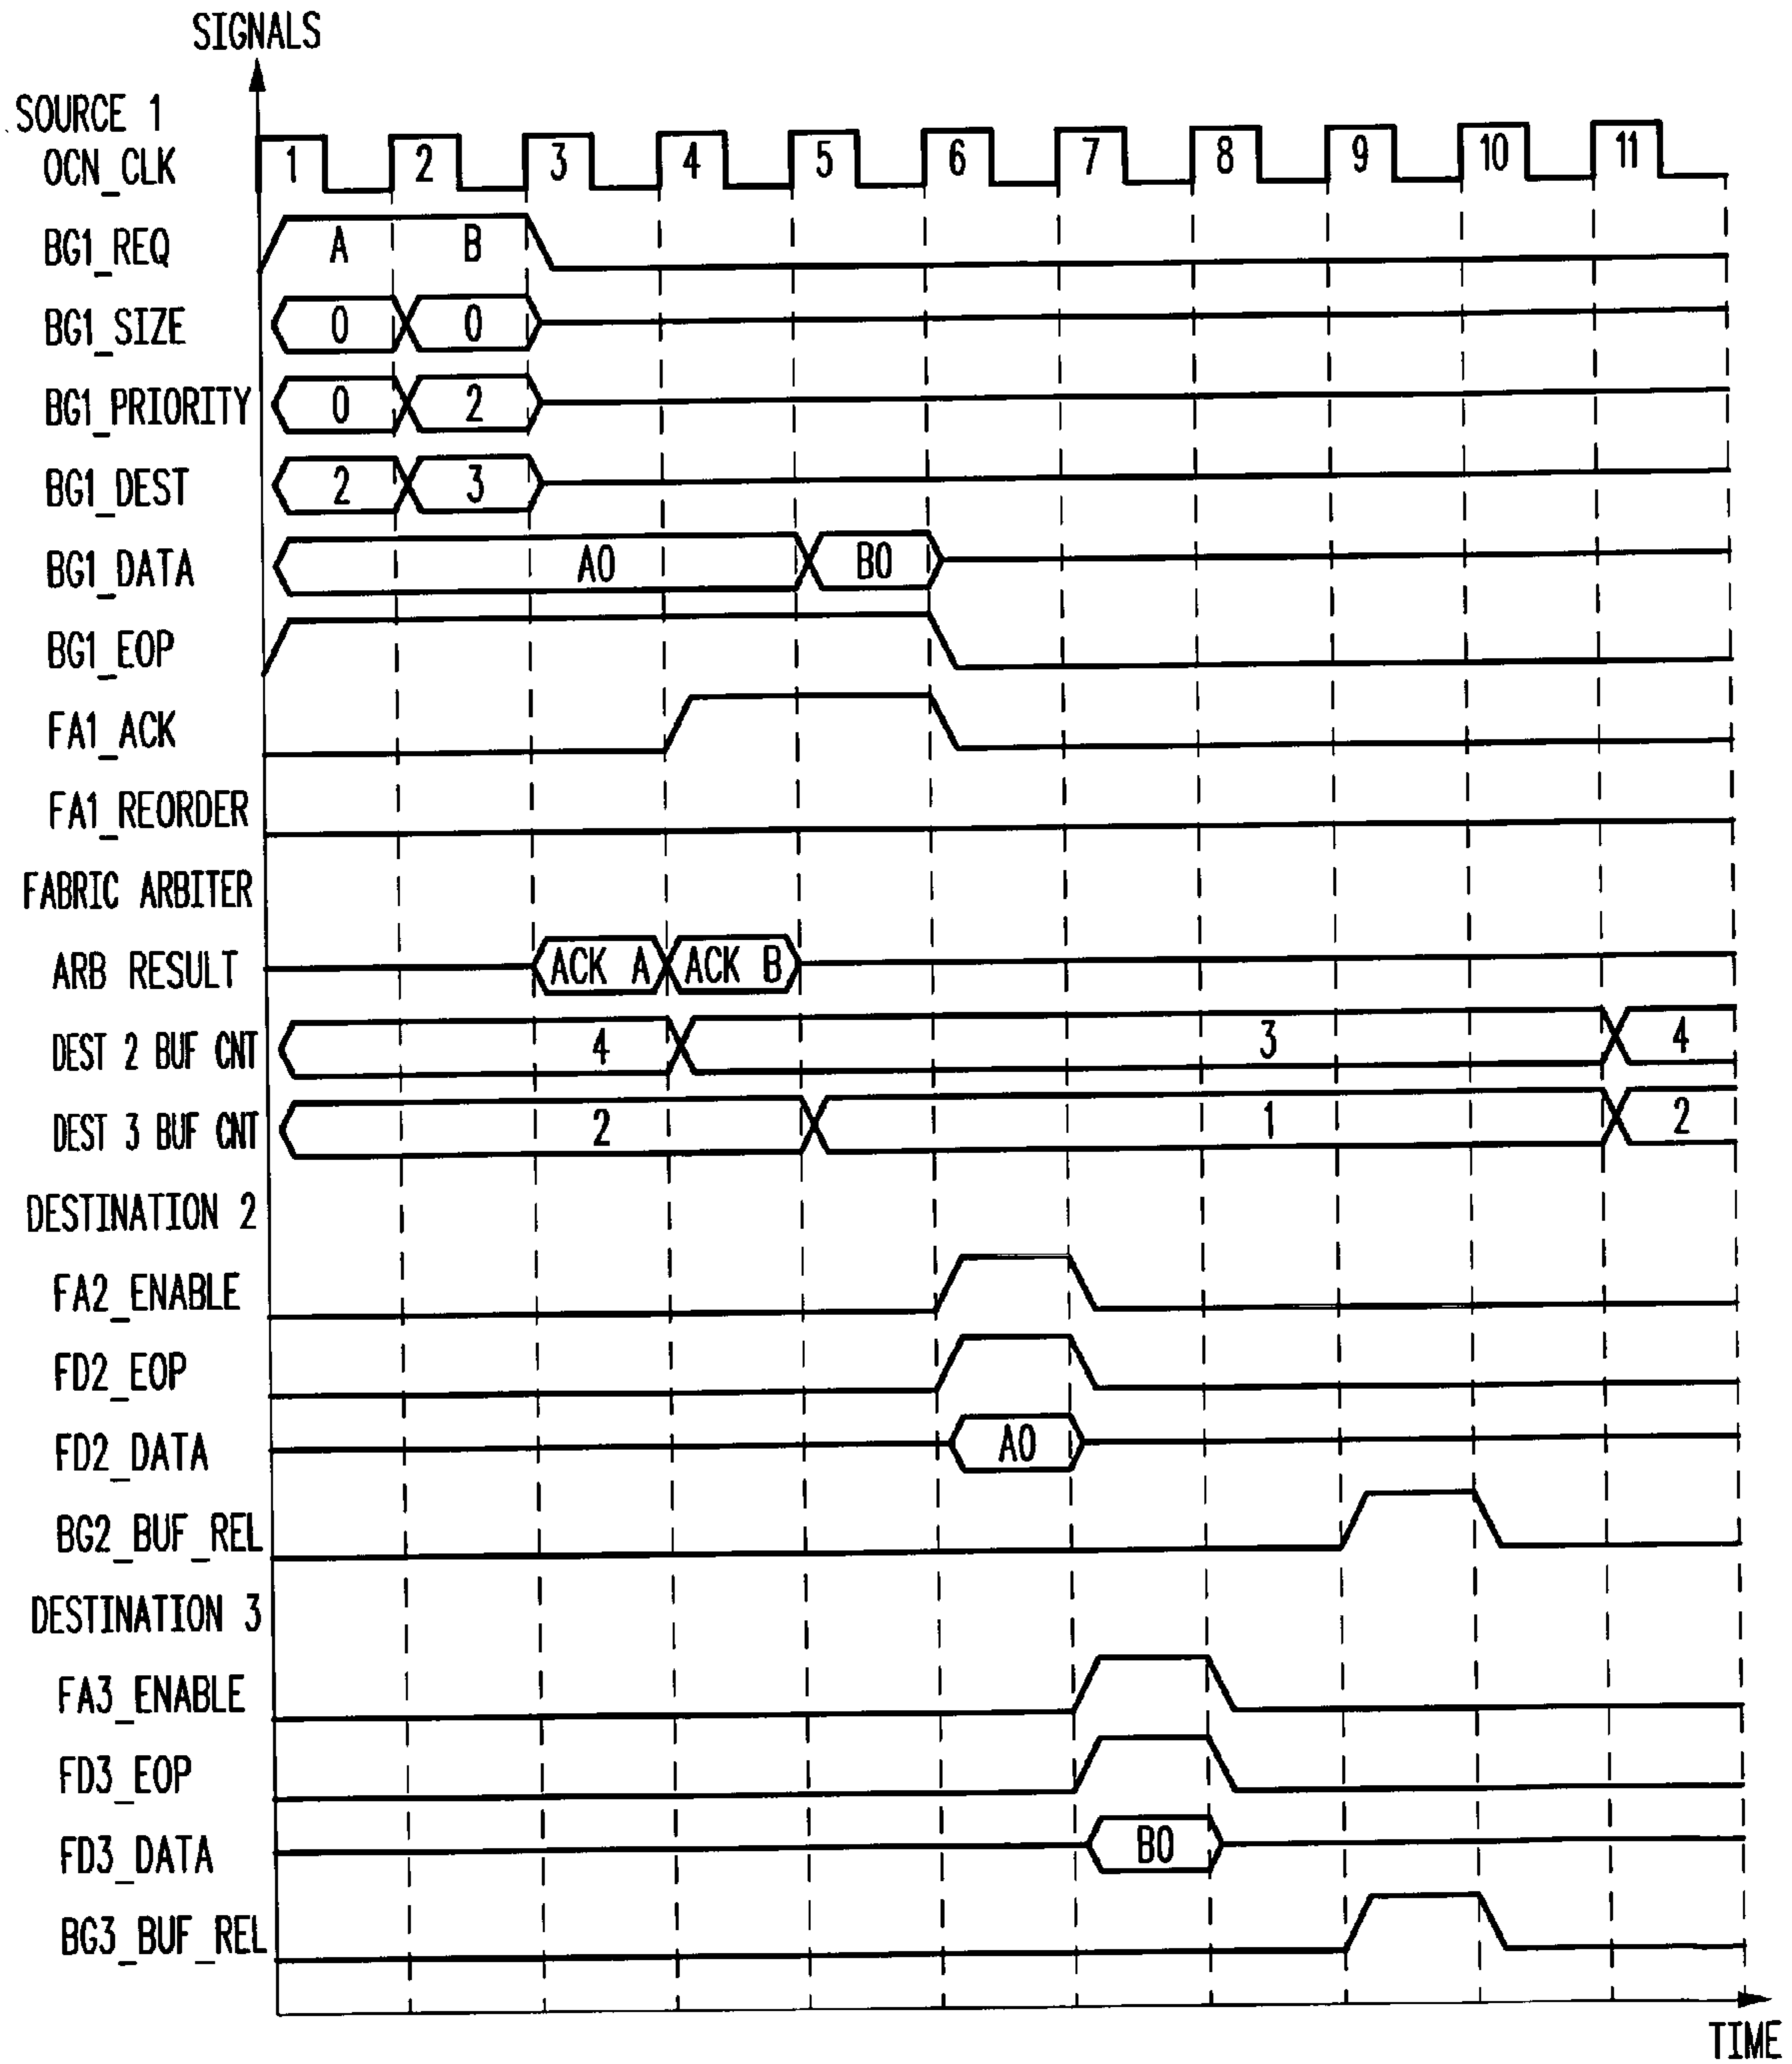 SIGNALS
SOURCE 1
OCN_CLK 1 2 3 4 5 6 7 8 9 10 11
BG1_REQ A B
BG1_SIZE 0 0
BG1_PRIORITY 0 2
BG1_DEST 2 3
BG1_DATA A0 B0
BG1_EOP
FA1_ACK
FA1_REORDER
FABRIC ARBITER
ARB RESULT ACK A ACK B
DEST 2 BUF CNT 4 3 4
DEST 3 BUF CNT 2 1 2
DESTINATION 2
FA2_ENABLE
FD2_EOP
FD2_DATA A0
BG2_BUF_REL
DESTINATION 3
FA3_ENABLE
FD3_EOP
FD3_DATA B0
BG3_BUF_REL
TIME